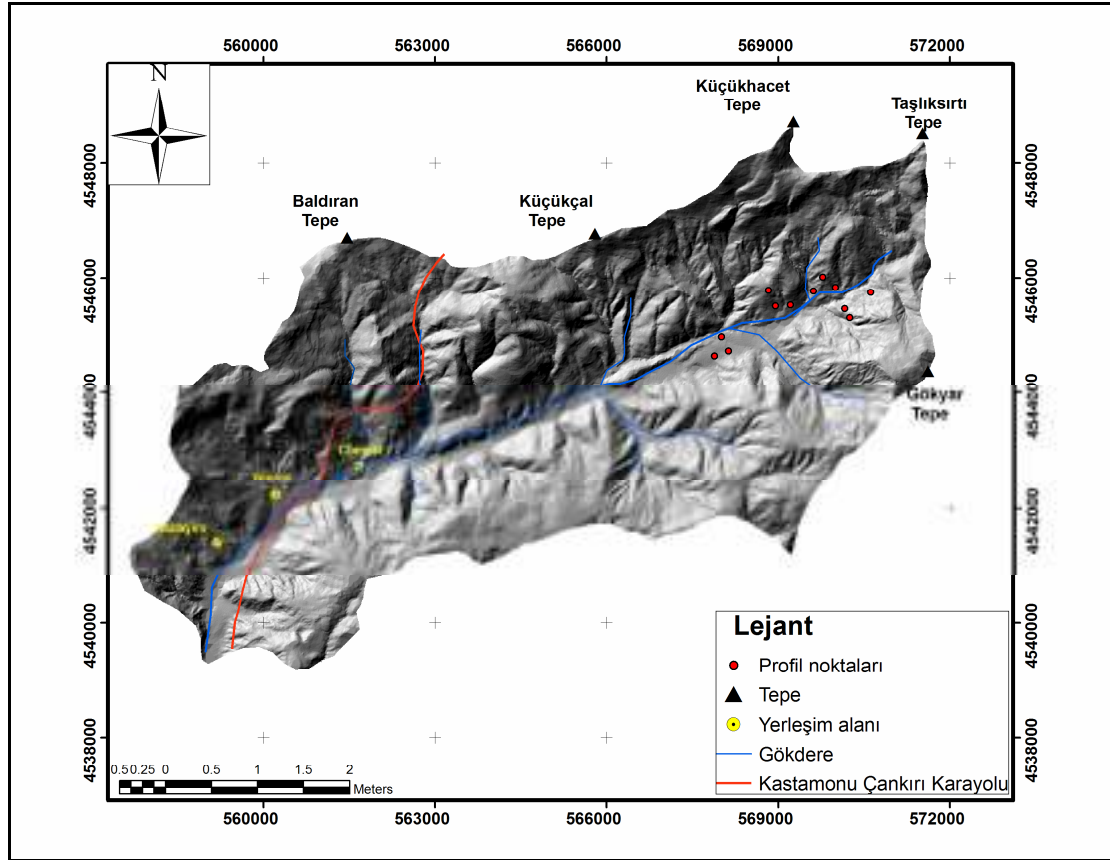 560000 563000 566000 569000 572000
N
Küçükhacet
Tepe
Taşlıksırtı
Tepe
Baldıran
Tepe
Küçükçal
Tepe
Gökyar
Tepe
4548000
4546000
4544000
4542000
4540000
4538000
4548000
4546000
4544000
4542000
4540000
4538000
Lejant
Profil noktaları
Tepe
Yerleşim alanı
Gökdere
Kastamonu Çankırı Karayolu
0.5 0.25 0 0.5 1 1.5 2
Meters
560000 563000 566000 569000 572000